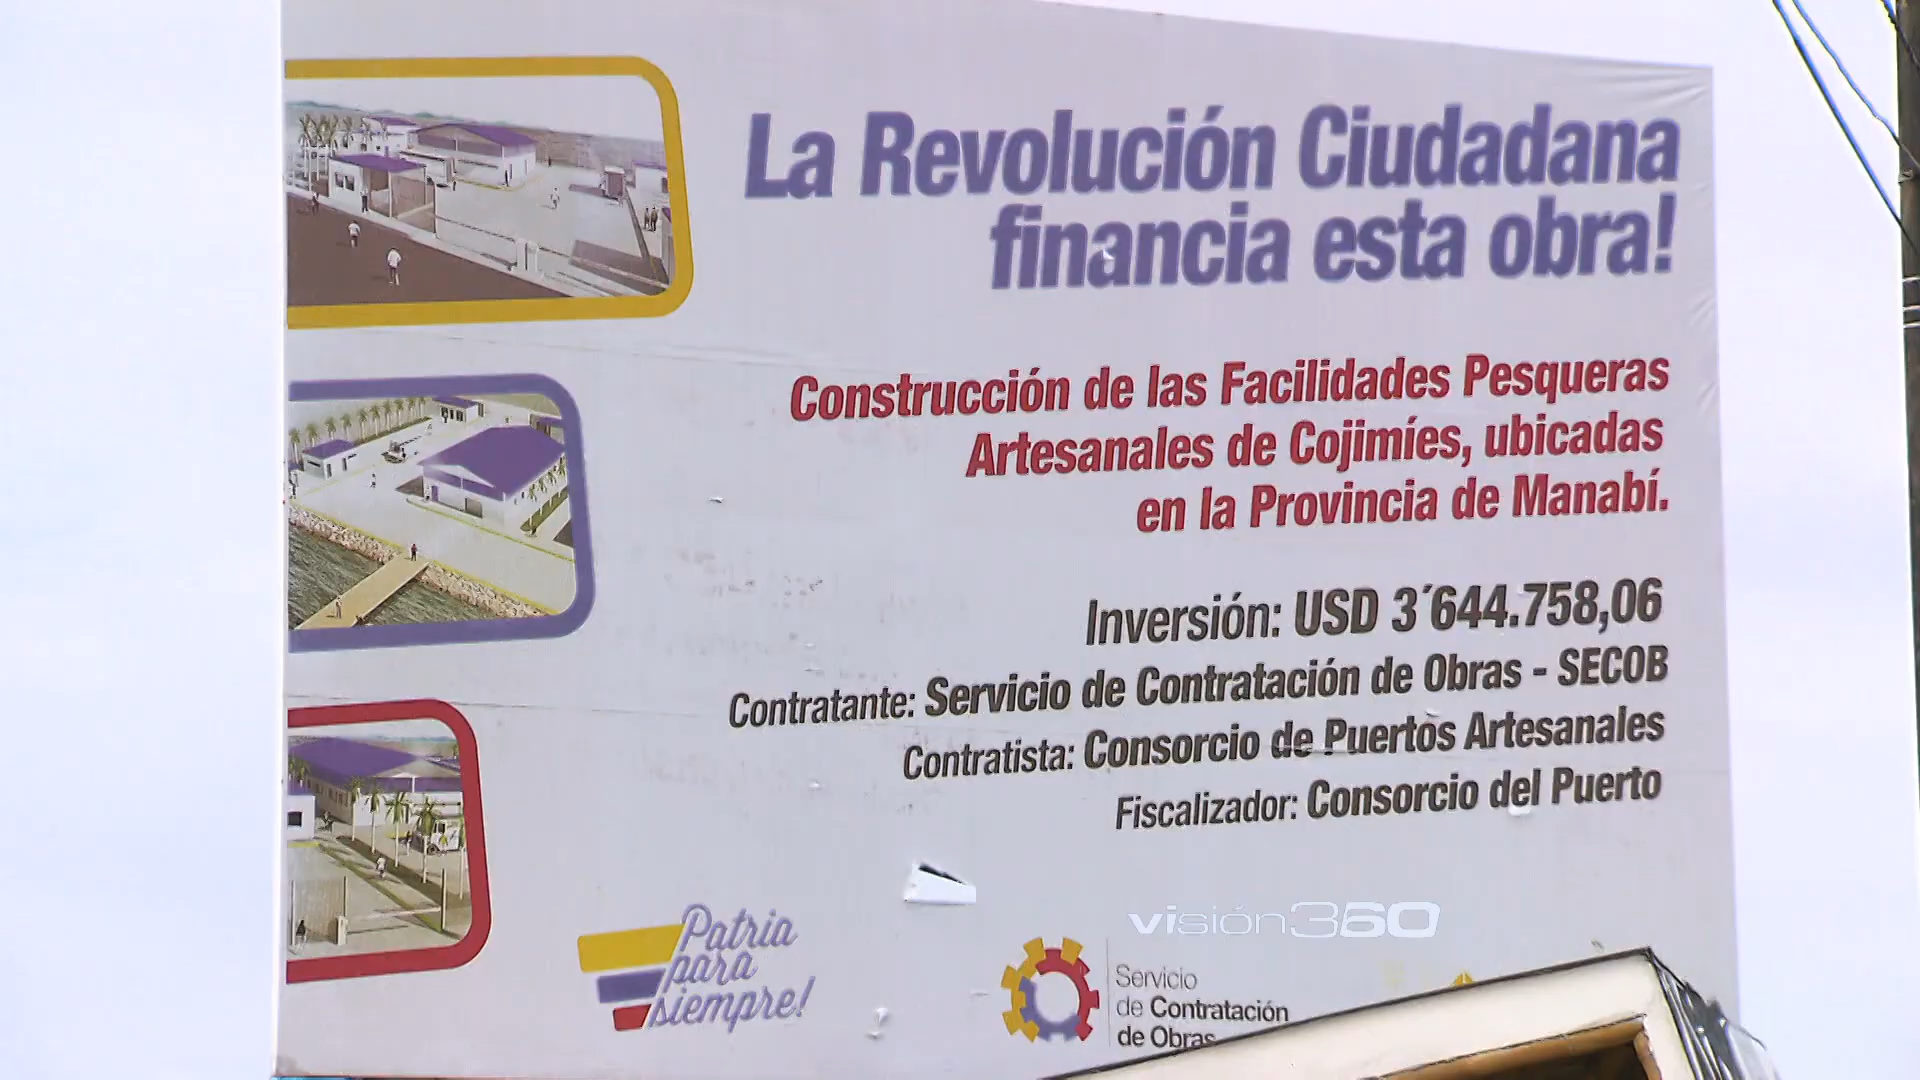 La Revolución Ciudadana
financia esta obra!
Construcción de las Facilidades Pesqueras
Artesanales de Cojimíes, ubicadas
en la Provincia de Manabí.
Inversión: USD 3´644.758,06
Contratante: Servicio de Contratación de Obras - SECOB
Contratista: Consorcio de Puertos Artesanales
Fiscalizador: Consorcio del Puerto
Patria
para
siempre!
visión360
Servicio
de Contratación
de Obras